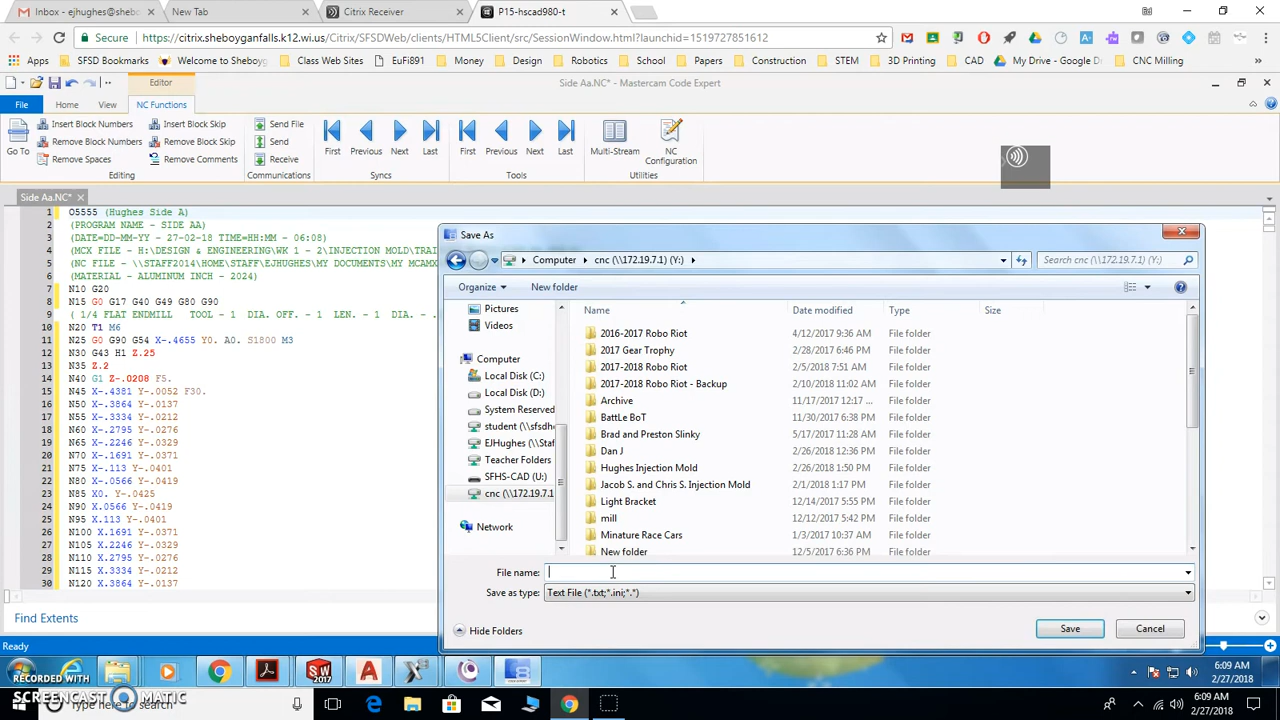 Inbox - ejhughes@shebo
New Tab
Citrix Receiver
P15-hscad980-t
Secure
https://citrix.sheboyganfalls.k12.wi.us/Citrix/SFSDWeb/clients/HTML5Client/src/SessionWindow.html?launchid=1519727851612
Apps
SFSD Bookmarks
Welcome to Sheboy
Class Web Sites
EuFi891
Money
Design
Robotics
School
Papers
Construction
STEM
3D Printing
CAD
My Drive - Google Dr
CNC Milling
Editor
Side Aa.NC* - Mastercam Code Expert
File
Home
View
NC Functions
Go To
Insert Block Numbers
Remove Block Numbers
Remove Spaces
Insert Block Skip
Remove Block Skip
Remove Comments
Editing
Send File
Send
Receive
Communications
First
Previous
Next
Last
Syncs
First
Previous
Next
Last
Tools
Multi-Stream
NC Configuration
Utilities
Side Aa.NC*
1 O5555 (Hughes Side A)
2 (PROGRAM NAME - SIDE AA)
3 (DATE=DD-MM-YY - 27-02-18 TIME=HH:MM - 06:08)
4 (MCX FILE - H:\DESIGN & ENGINEERING\WK 1 - 2\INJECTION MOLD\TRAI
5 (NC FILE - \\STAFF2014\HOME\STAFF\EJHUGHES\MY DOCUMENTS\MY MCAMX
6 (MATERIAL - ALUMINUM INCH - 2024)
7 N10 G20
8 N15 G0 G17 G40 G49 G80 G90
9 ( 1/4 FLAT ENDMILL TOOL - 1 DIA. OFF. - 1 LEN. - 1 DIA. - .
10 N20 T1 M6
11 N25 G0 G90 G54 X-.4655 Y0. A0. S1800 M3
12 N30 G43 H1 Z.25
13 N35 Z.2
14 N40 G1 Z-.0208 F5.
15 N45 X-.4381 Y-.0052 F30.
16 N50 X-.3864 Y-.0137
17 N55 X-.3334 Y-.0212
18 N60 X-.2795 Y-.0276
19 N65 X-.2246 Y-.0329
20 N70 X-.1691 Y-.0371
21 N75 X-.113 Y-.0401
22 N80 X-.0566 Y-.0419
23 N85 X0. Y-.0425
24 N90 X.0566 Y-.0419
25 N95 X.113 Y-.0401
26 N100 X.1691 Y-.0371
27 N105 X.2246 Y-.0329
28 N110 X.2795 Y-.0276
29 N115 X.3334 Y-.0212
30 N120 X.3864 Y-.0137
Find Extents
Ready
Save As
Computer
cnc (\\172.19.7.1) (Y:)
Search cnc (\\172.19.7.1) (Y:)
Organize
New folder
Pictures
Videos
Computer
Local Disk (C:)
Local Disk (D:)
System Reserved
student (\\sfsdhs
EJHughes (\\Staf
Teacher Folders
SFHS-CAD (U:)
cnc (\\172.19.7.1
Network
Name Date modified Type Size
2016-2017 Robo Riot 4/12/2017 9:36 AM File folder
2017 Gear Trophy 2/28/2017 6:46 PM File folder
2017-2018 Robo Riot 2/5/2018 7:51 AM File folder
2017-2018 Robo Riot - Backup 2/10/2018 11:02 AM File folder
Archive 11/17/2017 12:17 ... File folder
BattLe BoT 11/30/2017 6:38 PM File folder
Brad and Preston Slinky 5/17/2017 11:28 AM File folder
Dan J 2/26/2018 12:36 PM File folder
Hughes Injection Mold 2/26/2018 1:50 PM File folder
Jacob S. and Chris S. Injection Mold 2/1/2018 1:17 PM File folder
Light Bracket 12/14/2017 5:55 PM File folder
mill 12/12/2017 5:42 PM File folder
Minature Race Cars 1/3/2017 10:37 AM File folder
New folder 12/5/2017 6:36 PM File folder
File name:
Save as type: Text File (*.txt;*.ini;*.*)
Hide Folders
Save
Cancel
6:09 AM
2/27/2018
RECORDED WITH
SCREENCAST MATIC
Type here to search
6:09 AM
2/27/2018